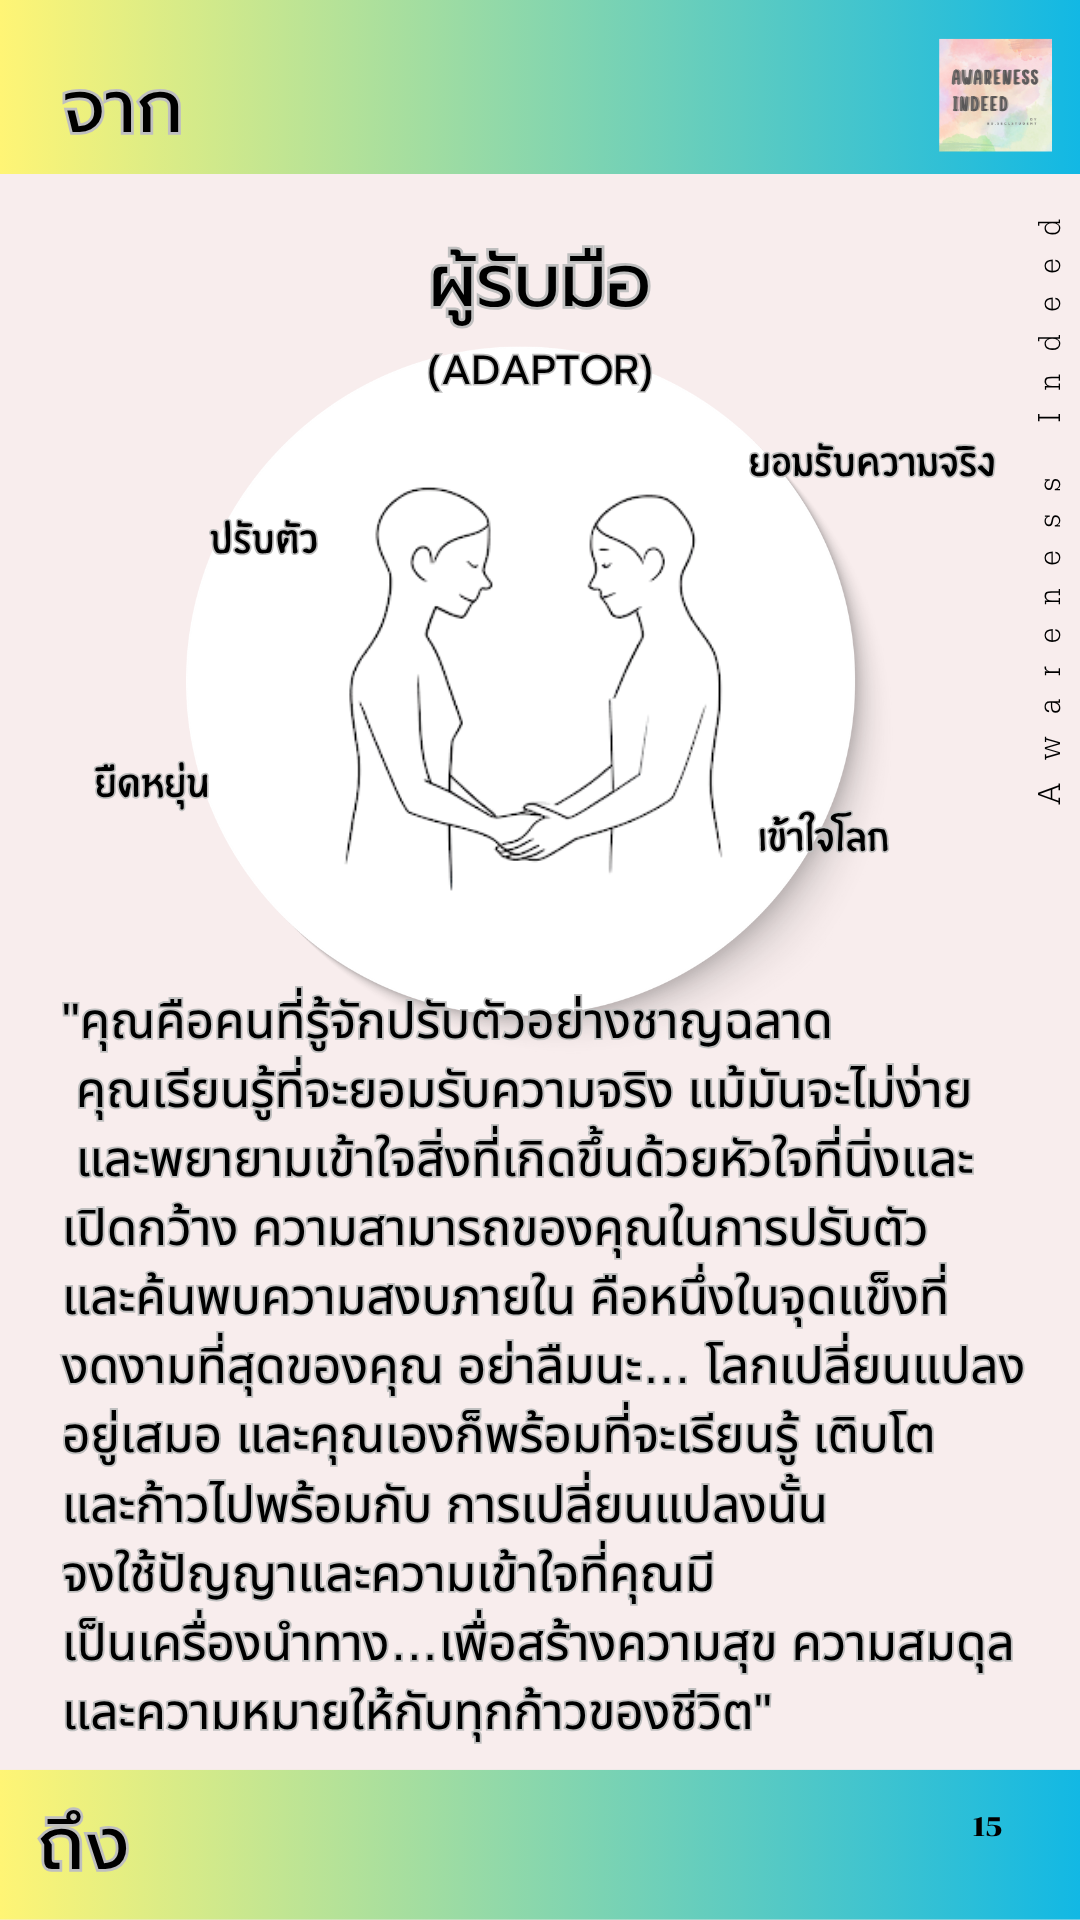 จาก
AWARENESS
INDEED
BY
Awareness Indeed
ผู้รับมือ
(ADAPTOR)
ยอมรับความจริง
ปรับตัว
ยืดหยุ่น
เข้าใจโลก
"คุณคือคนที่รู้จักปรับตัวอย่างชาญฉลาด
คุณเรียนรู้ที่จะยอมรับความจริง แม้มันจะไม่ง่าย
และพยายามเข้าใจสิ่งที่เกิดขึ้นด้วยหัวใจที่นิ่งและ
เปิดกว้าง ความสามารถของคุณในการปรับตัว
และค้นพบความสงบภายใน คือหนึ่งในจุดแข็งที่
งดงามที่สุดของคุณ อย่าลืมนะ... โลกเปลี่ยนแปลง
อยู่เสมอ และคุณเองก็พร้อมที่จะเรียนรู้ เติบโต
และก้าวไปพร้อมกับ การเปลี่ยนแปลงนั้น
จงใช้ปัญญาและความเข้าใจที่คุณมี
เป็นเครื่องนำทาง...เพื่อสร้างความสุข ความสมดุล
และความหมายให้กับทุกก้าวของชีวิต"
ถึง
15